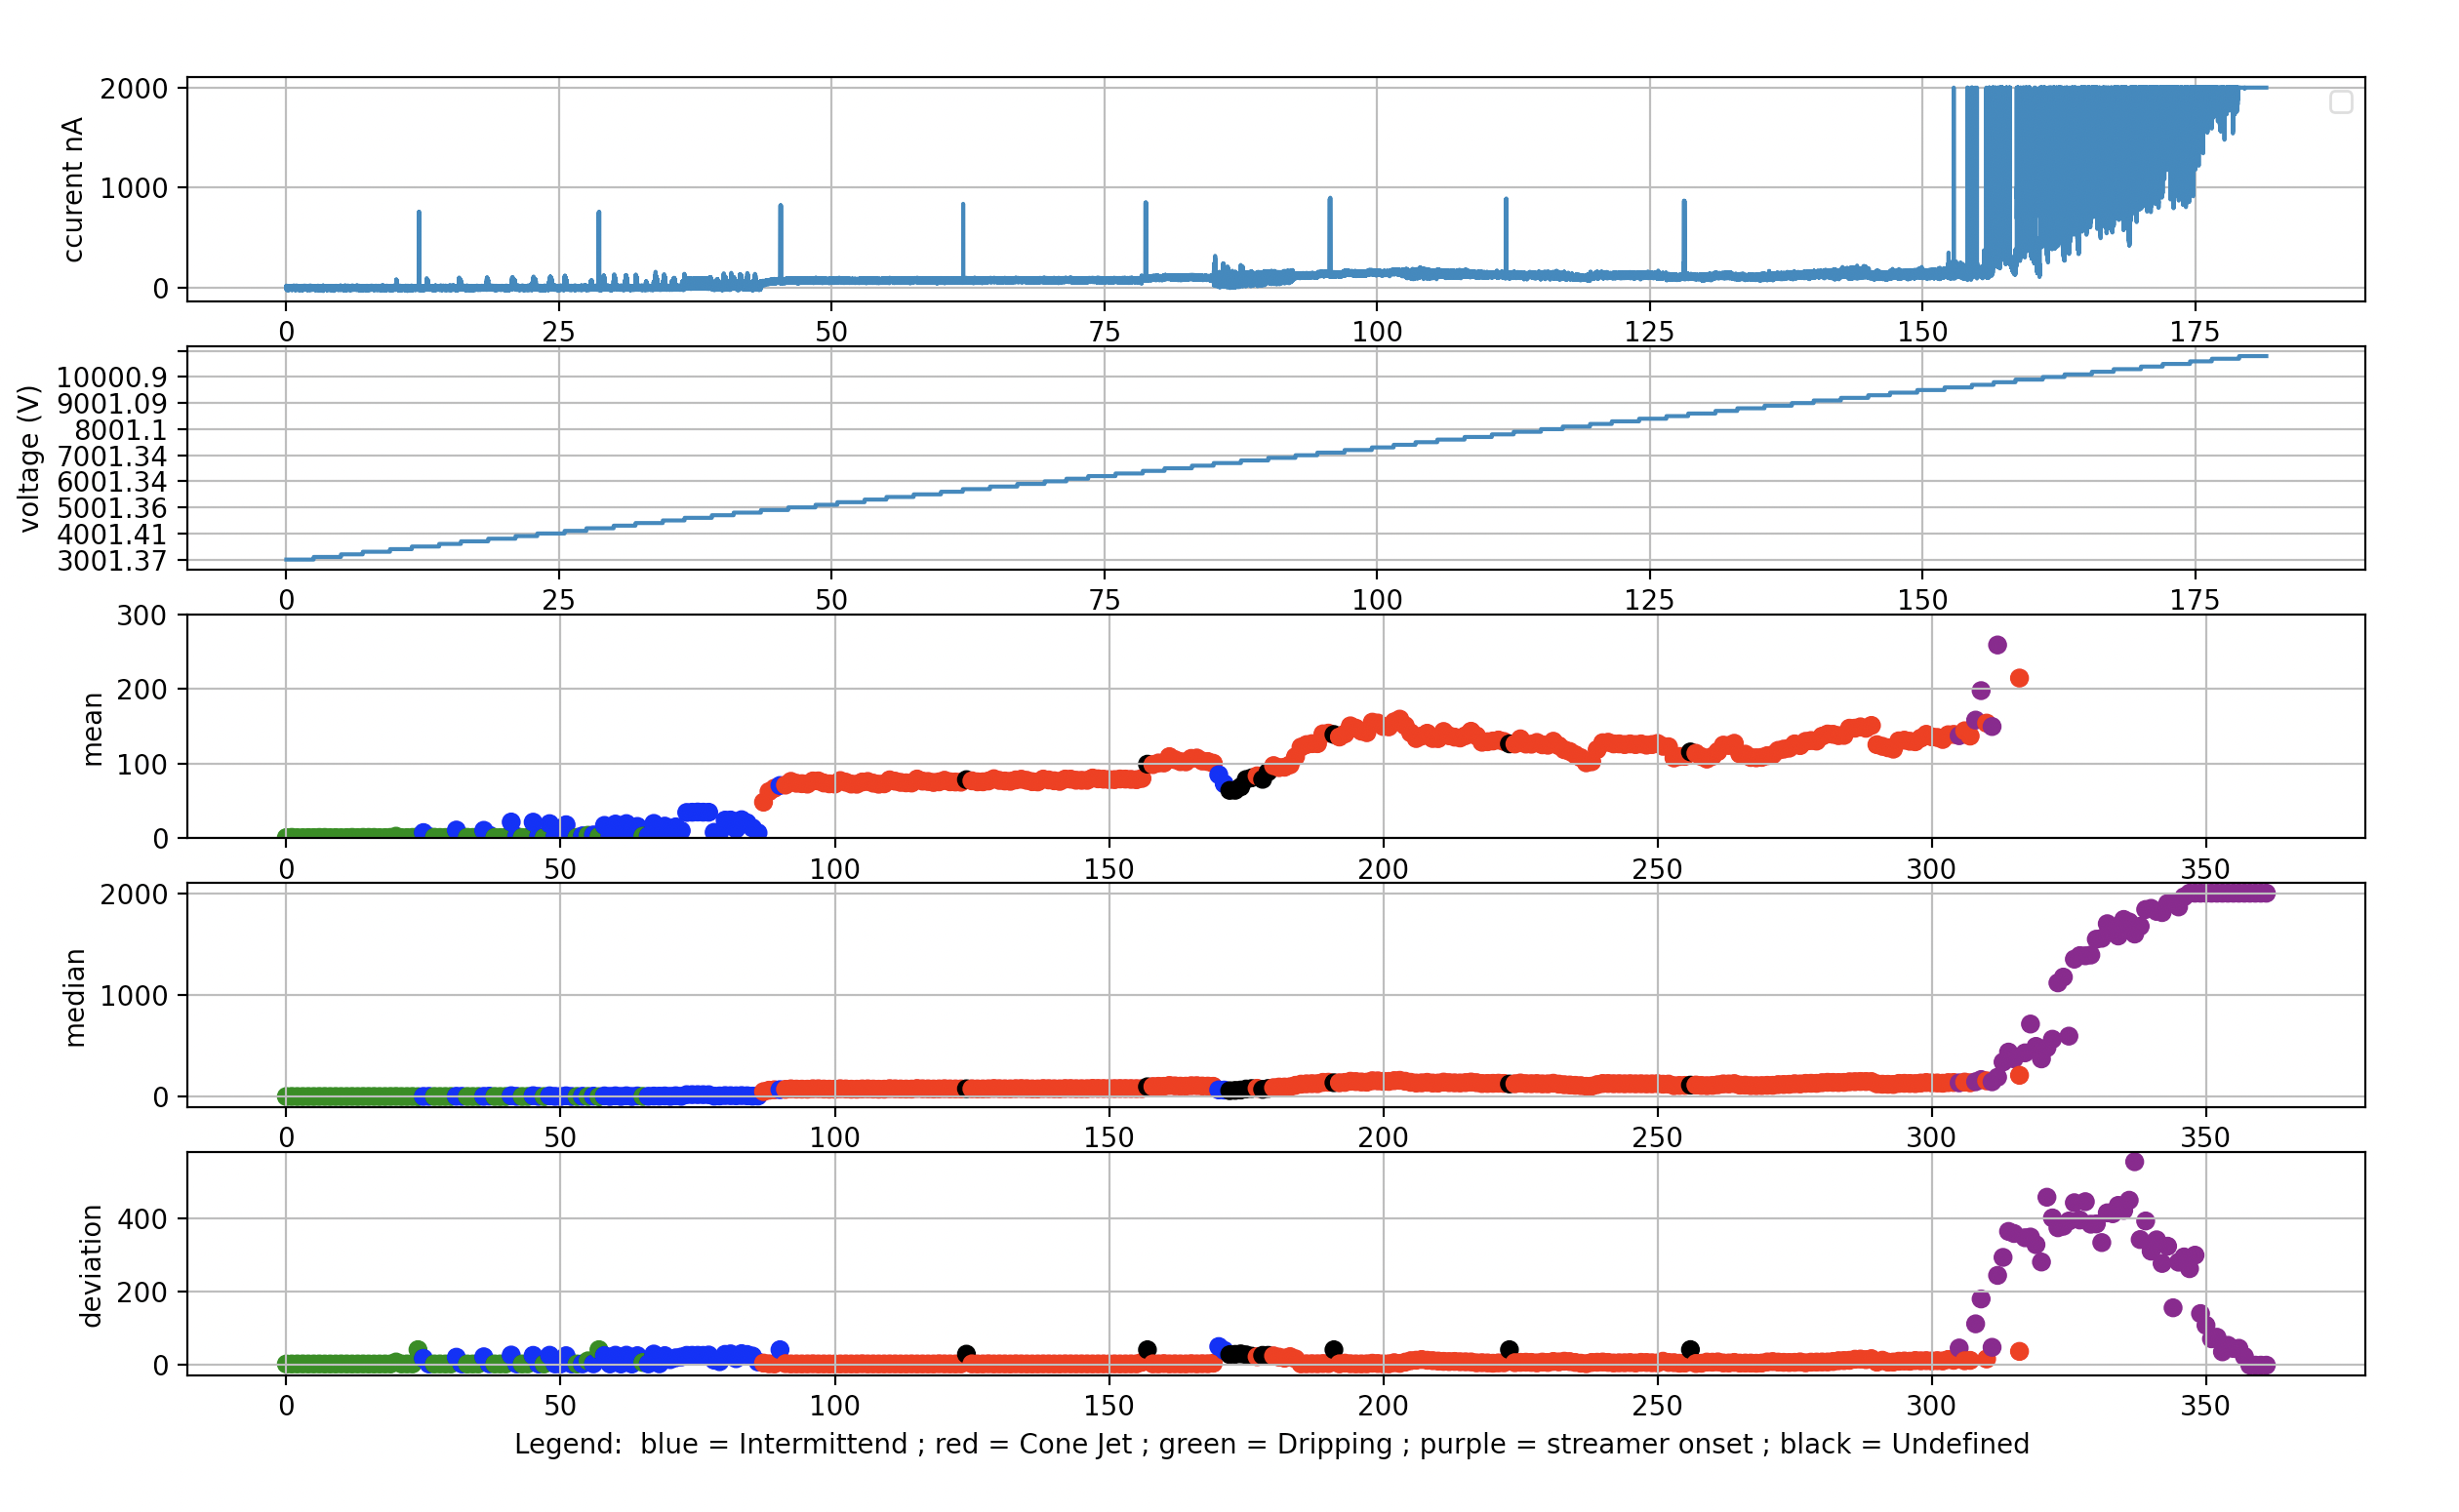 2000
1000
0
ccurent nA
0 25 50 75 100 125 150 175
10000.9
9001.09
8001.1
7001.34
6001.34
5001.36
4001.41
3001.37
voltage (V)
0 25 50 75 100 125 150 175
300
200
100
0
mean
0 50 100 150 200 250 300 350
2000
1000
0
median
0 50 100 150 200 250 300 350
400
200
0
deviation
0 50 100 150 200 250 300 350
Legend:  blue = Intermittend ; red = Cone Jet ; green = Dripping ; purple = streamer onset ; black = Undefined